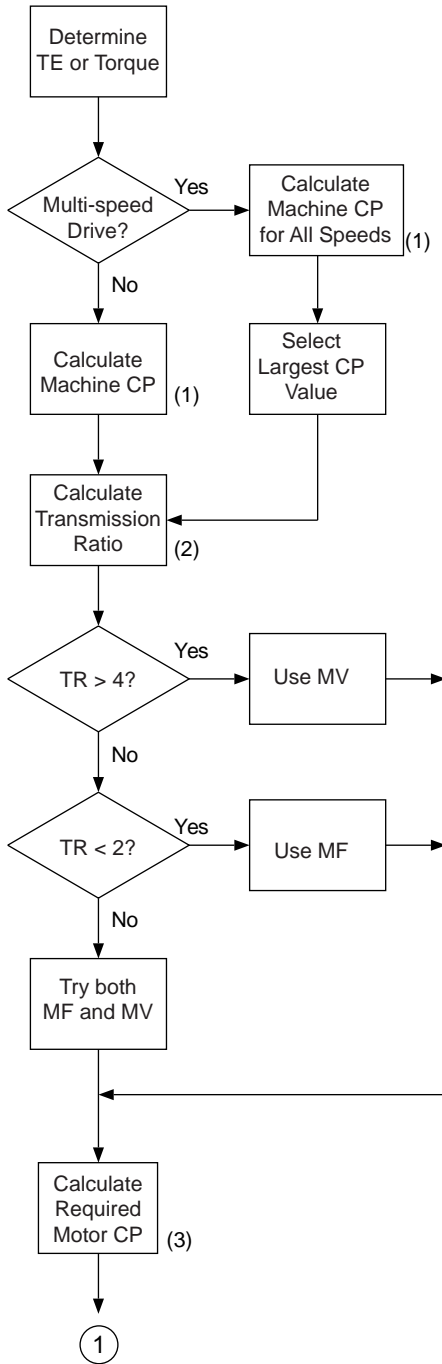 Determine
TE or Torque
Multi-speed
Drive?
Yes
Calculate
Machine CP
for All Speeds
(1)
No
Calculate
Machine CP
(1)
Select
Largest CP
Value
Calculate
Transmission
Ratio
(2)
TR > 4?
Yes
Use MV
No
TR < 2?
Yes
Use MF
No
Try both
MF and MV
Calculate
Required
Motor CP
(3)
1